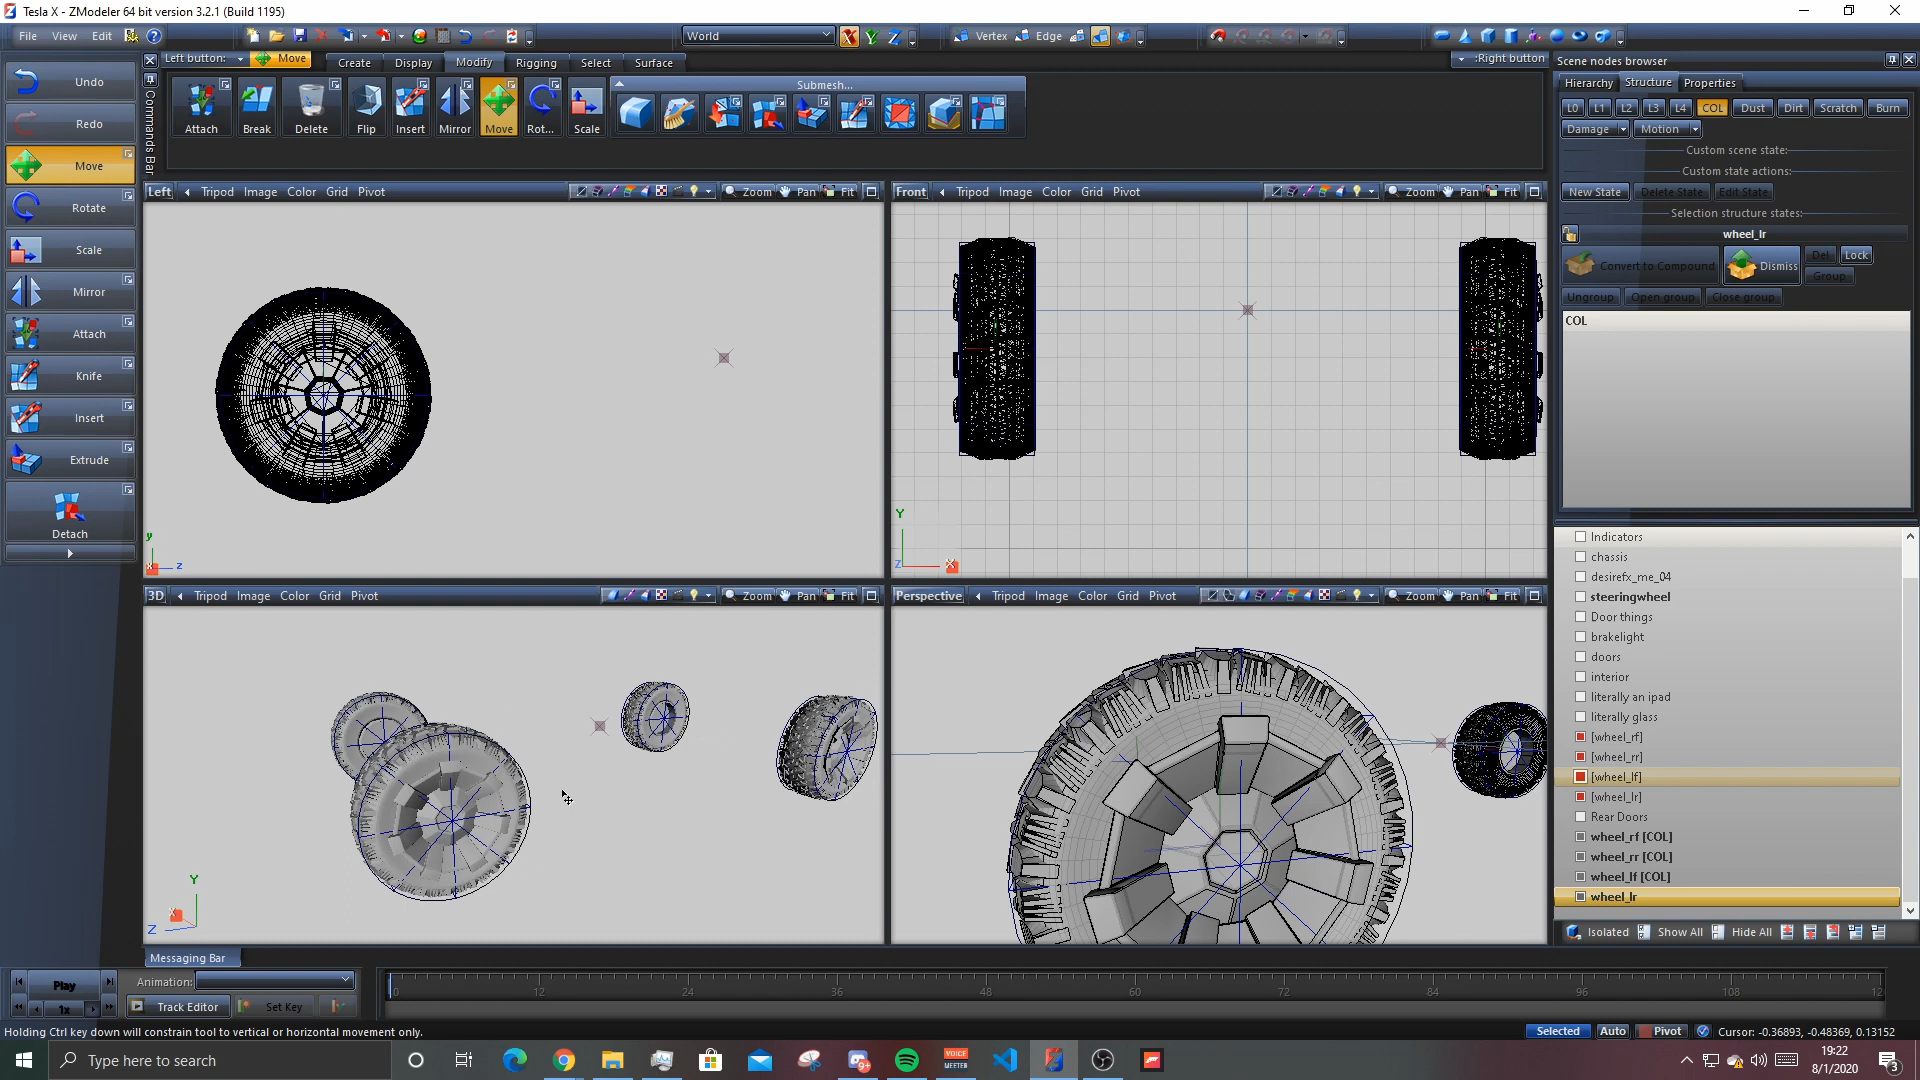 Tesla X - ZModeler 64 bit version 3.2.1 (Build 1195)
File View Edit World Vertex Edge
Left button: Move :Right button
Create Display Modify Rigging Select Surface
Commands Bar
Undo
Redo
Move
Rotate
Scale
Mirror
Attach
Knife
Insert
Extrude
Detach
Submesh...
Attach Break Delete Flip Insert Mirror Move Rot... Scale
Left Tripod Image Color Grid Pivot Zoom Pan Fit
Front Tripod Image Color Grid Pivot Zoom Pan Fit
y
z
Y
Z
X
3D Tripod Image Color Grid Pivot Zoom Pan Fit
Perspective Tripod Image Color Grid Pivot Zoom Pan Fit
Y
Z
X
Scene nodes browser
Hierarchy Structure Properties
L0 L1 L2 L3 L4 COL Dust Dirt Scratch Burn
Damage Motion
Custom scene state:
Custom state actions:
New State Delete State Edit State
Selection structure states:
wheel_lr
Convert to Compound Dismiss Del Lock
Group
Ungroup Open group Close group
COL
Indicators
chassis
desirefx_me_04
steeringwheel
Door things
brakelight
doors
interior
literally an ipad
literally glass
[wheel_rf]
[wheel_rr]
[wheel_lf]
[wheel_lr]
Rear Doors
wheel_rf [COL]
wheel_rr [COL]
wheel_lf [COL]
wheel_lr
Isolated Show All Hide All
Messaging Bar
Play Animation:
1x Track Editor Set Key
0 12 24 36 48 60 72 84 96 108 12
Holding Ctrl key down will constrain tool to vertical or horizontal movement only.
Selected Auto Pivot Cursor: -0.36893, -0.48369, 0.13152
Type here to search
VOICE
MEETER
9+
19:22
8/1/2020
3